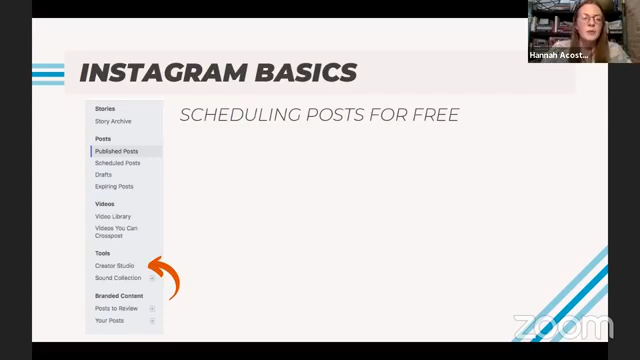 Hannah Acost...
INSTAGRAM BASICS
SCHEDULING POSTS FOR FREE
Stories
Story Archive
Posts
Published Posts
Scheduled Posts
Drafts
Expiring Posts
Videos
Video Library
Videos You Can
Crosspost
Tools
Creator Studio
Sound Collection
Branded Content
Posts to Review
Your Posts
zoom